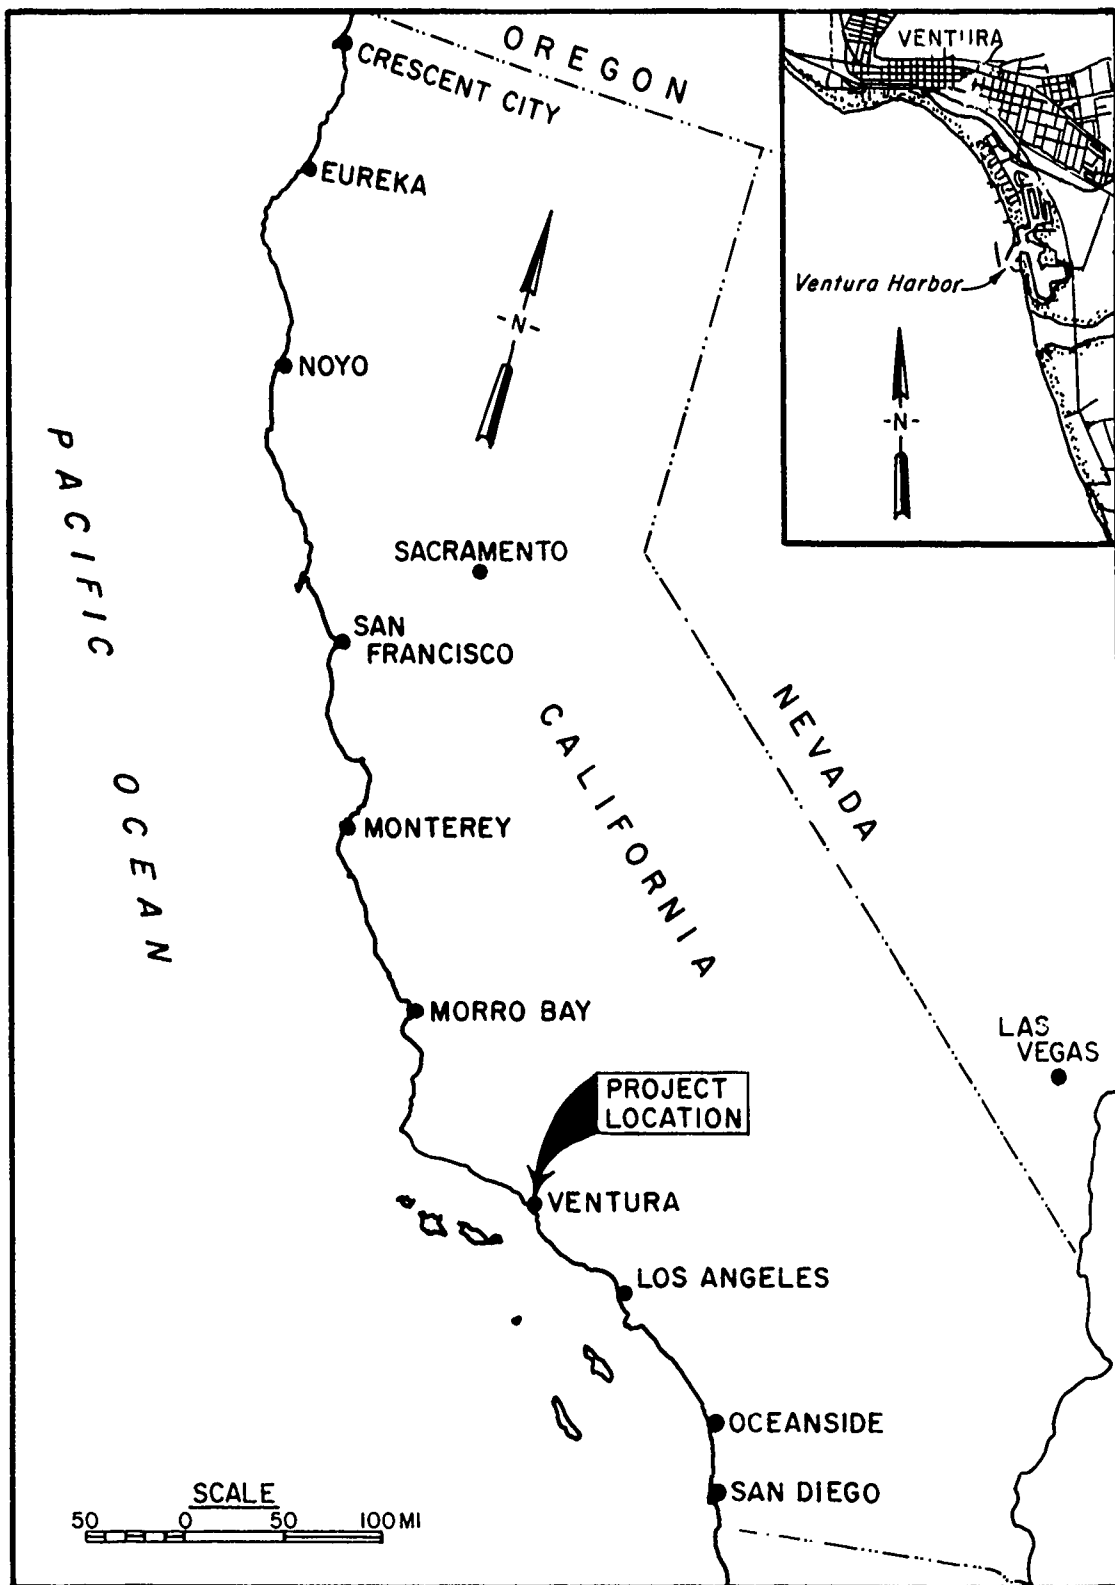 OREGON
CRESCENT CITY
EUREKA
-N-
NOYO
PACIFIC
OCEAN
SACRAMENTO
SAN
FRANCISCO
CALIFORNIA
NEVADA
MONTEREY
MORRO BAY
LAS
VEGAS
PROJECT
LOCATION
VENTURA
LOS ANGELES
OCEANSIDE
SAN DIEGO
SCALE
50 0 50 100 MI
VENTURA
Ventura Harbor
-N-